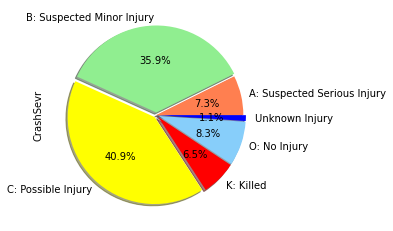 B: Suspected Minor Injury
35.9%
A: Suspected Serious Injury
7.3%
CrashSevr
1.1%
Unknown Injury
8.3%
O: No Injury
40.9%
6.5%
K: Killed
C: Possible Injury